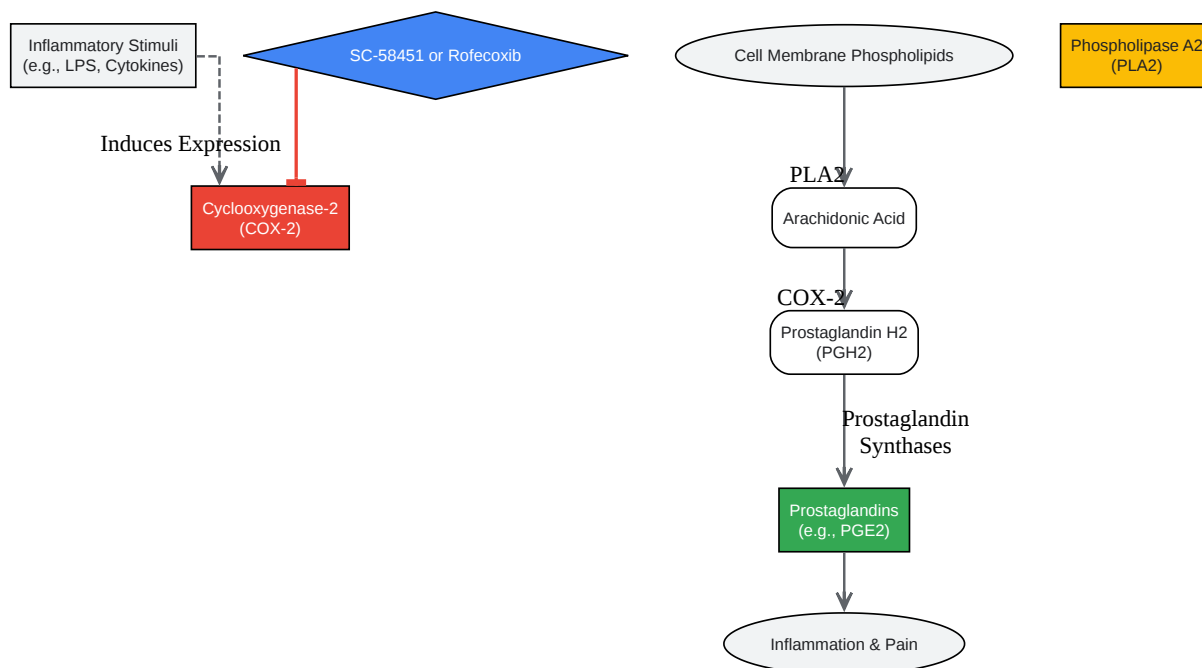 Inflammatory Stimuli
(e.g., LPS, Cytokines)
SC-58451 or Rofecoxib
Cell Membrane Phospholipids
Phospholipase A2
(PLA2)
Induces Expression
PLA2
Cyclooxygenase-2
(COX-2)
Arachidonic Acid
COX-2
Prostaglandin H2
(PGH2)
Prostaglandin
Synthases
Prostaglandins
(e.g., PGE2)
Inflammation & Pain